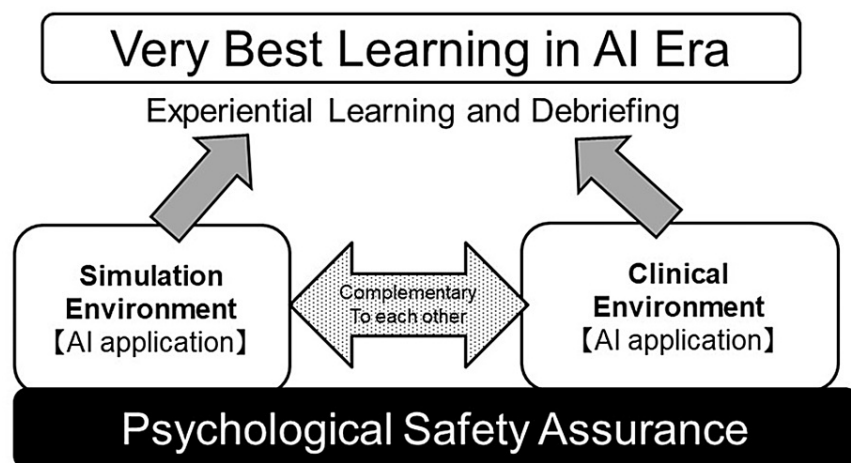 Very Best Learning in AI Era
Experiential Learning and Debriefing
Simulation
Environment
【AI application】
Complementary
To each other
Clinical
Environment
【AI application】
Psychological Safety Assurance